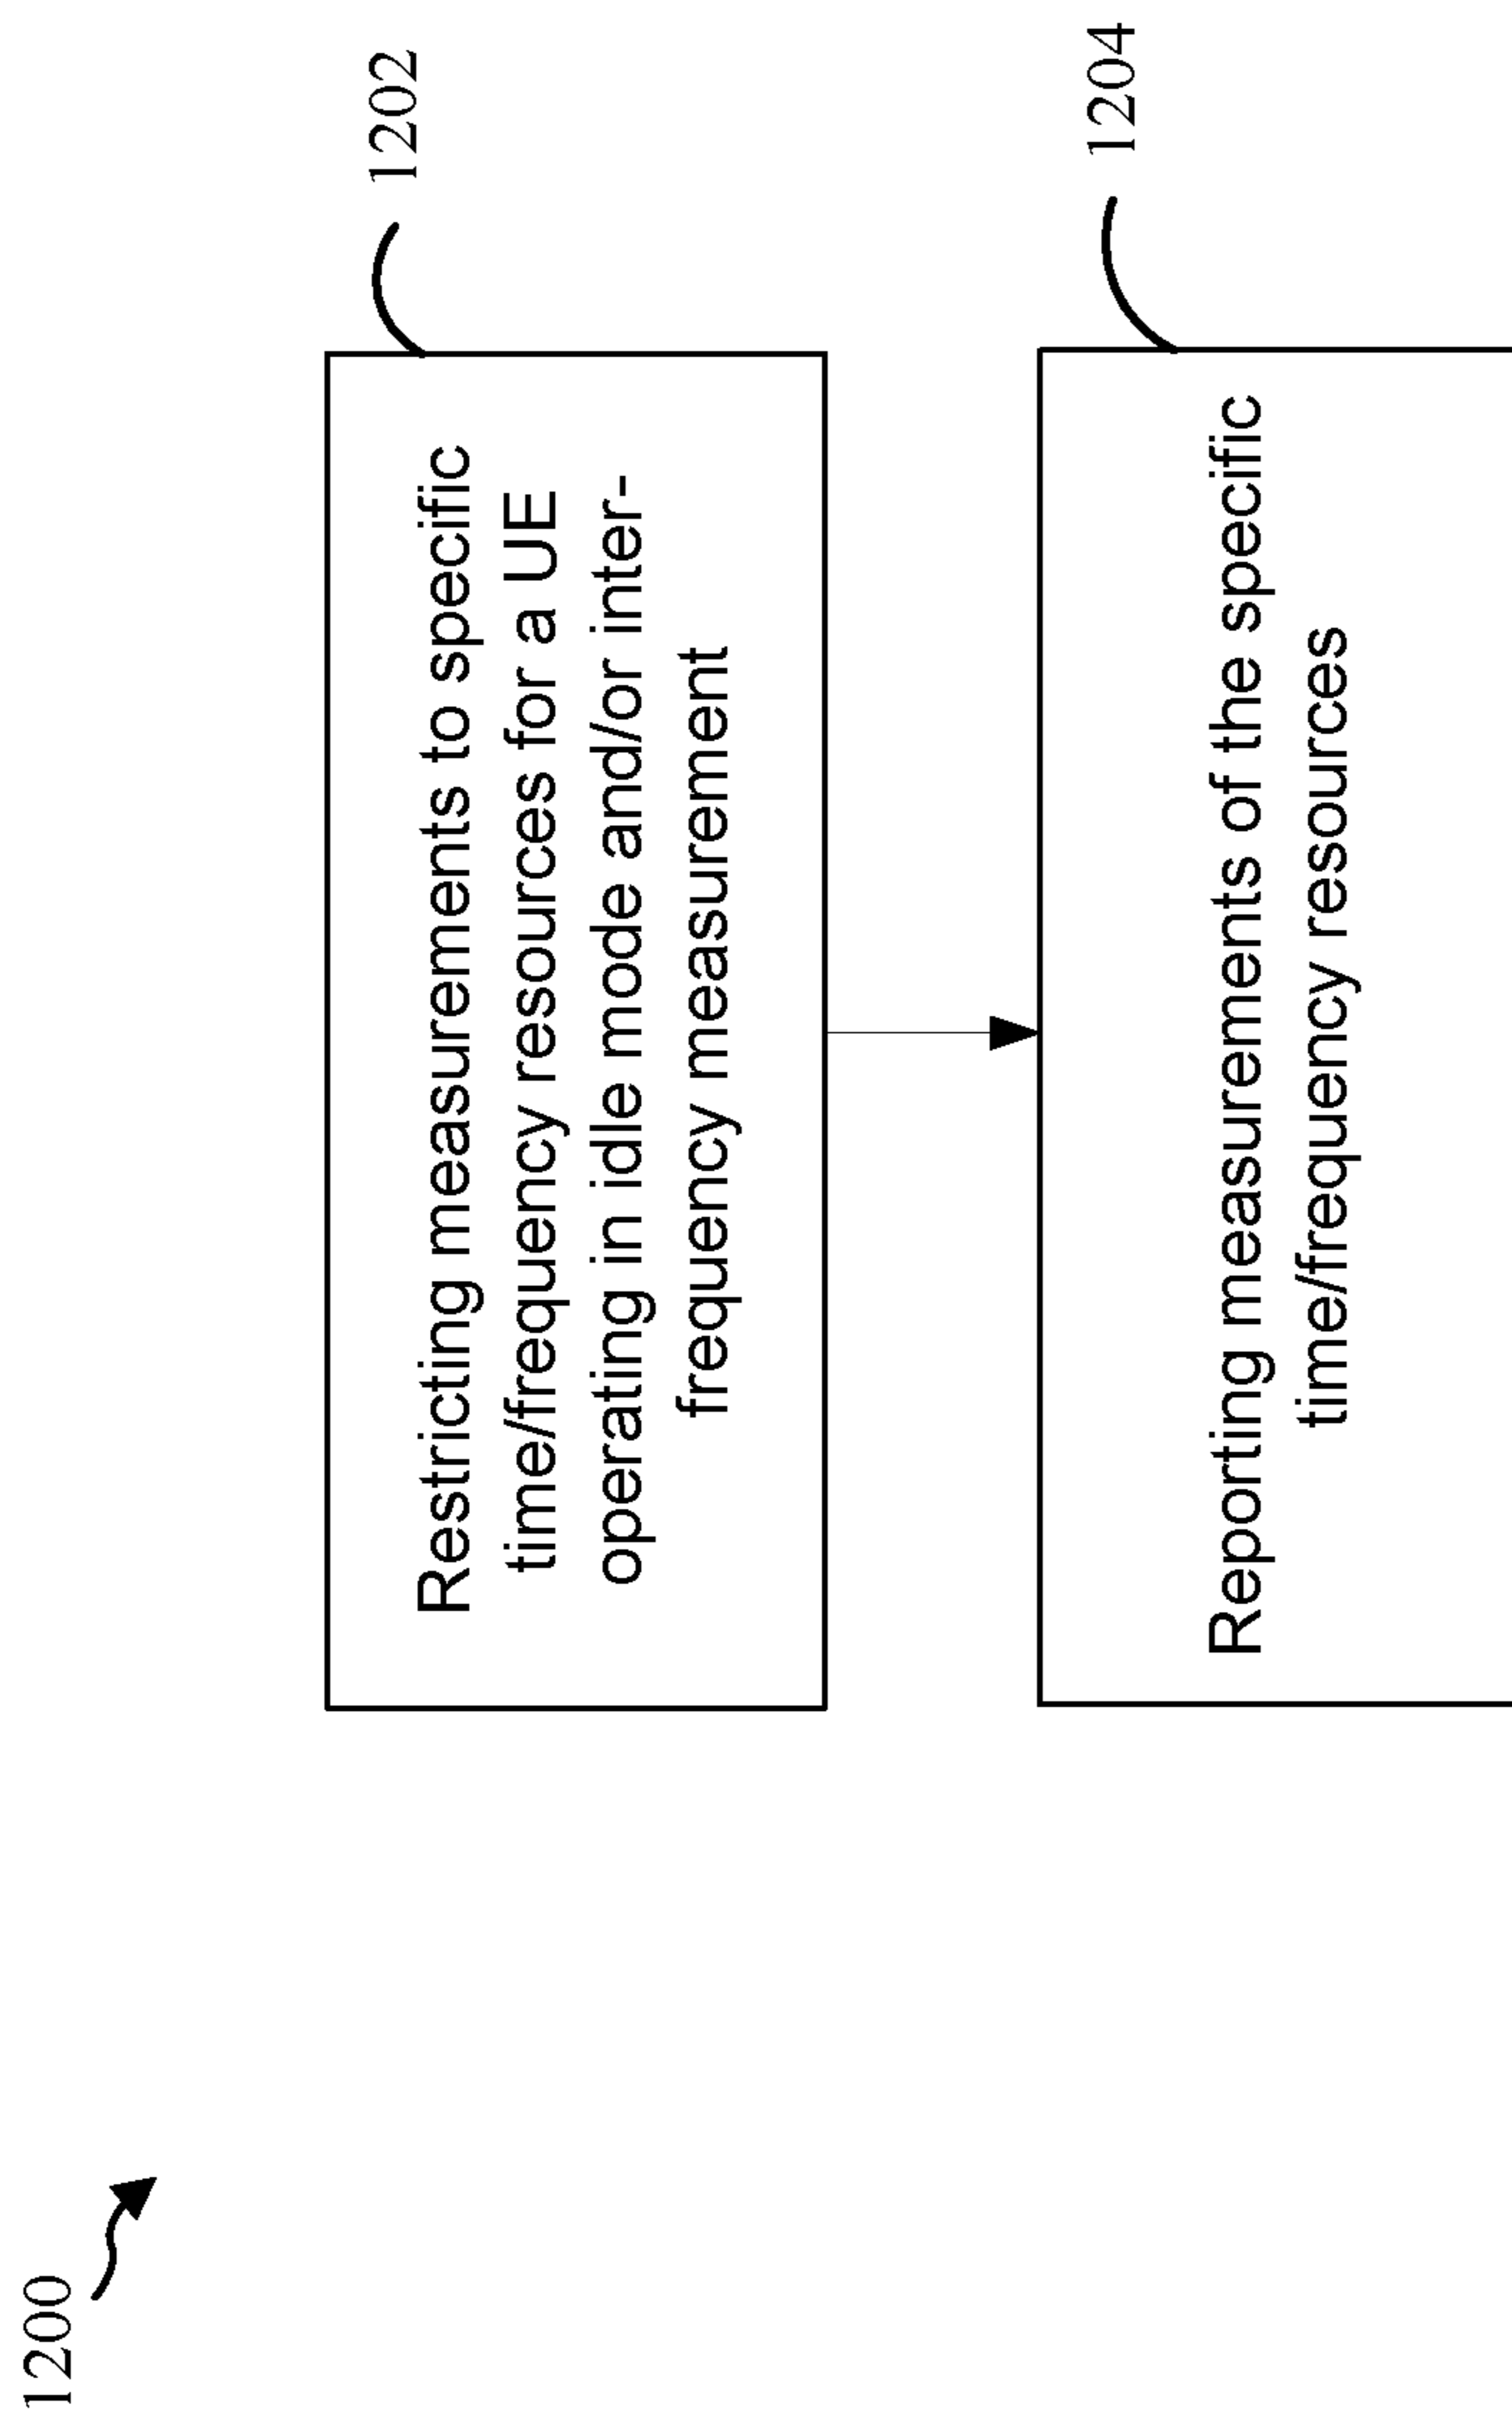 1200
1202
Restricting measurements to specific
time/frequency resources for a UE
operating in idle mode and/or inter-
frequency measurement
1204
Reporting measurements of the specific
time/frequency resources